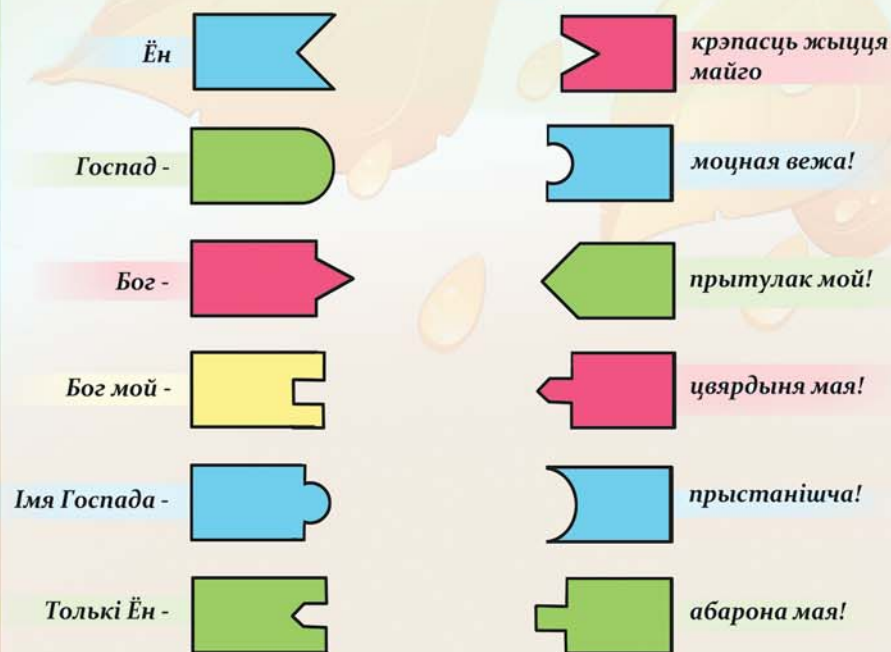 Ён
крэпасць жыцця
майго
Госпад -
моцная вежа!
Бог -
прытулак мой!
Бог мой -
цвярдыня мая!
Імя Госпада -
прыстанішча!
Толькі Ён -
абарона мая!